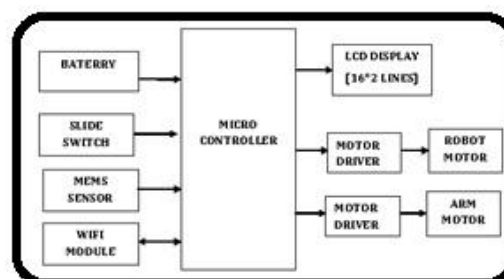 BATERRY
SLIDE
SWITCH
MEMS
SENSOR
WIFI
MODULE
MICRO
CONTROLLER
LCD DISPLAY
[16*2 LINES]
MOTOR
DRIVER
ROBOT
MOTOR
MOTOR
DRIVER
ARM
MOTOR